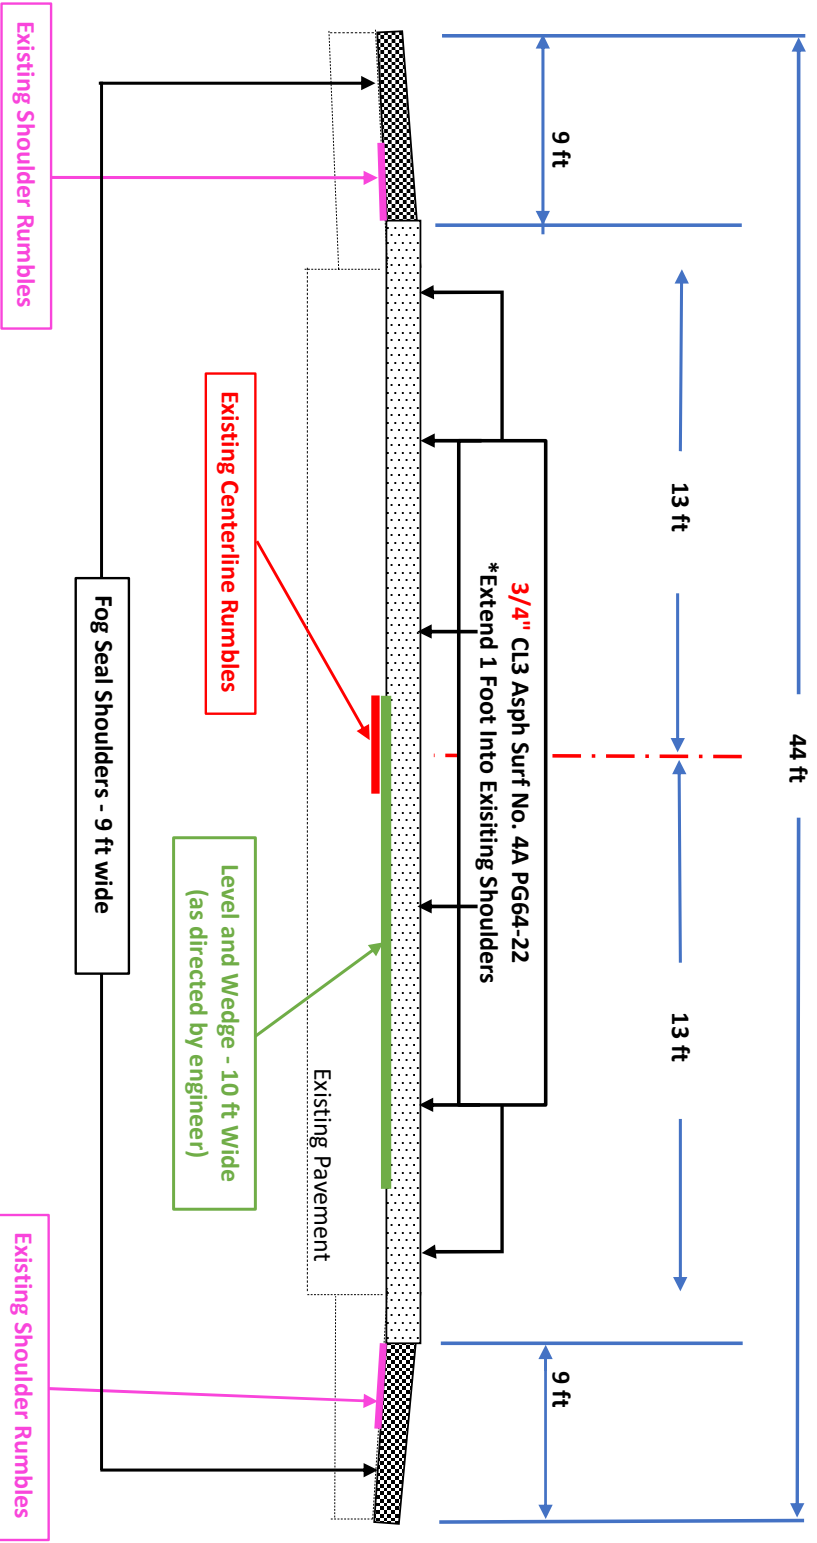 44 ft
13 ft
13 ft
9 ft
9 ft
3/4" CL3 Asph Surf No. 4A PG64-22
*Extend 1 Foot Into Exisiting Shoulders
Existing Pavement
Existing Centerline Rumbles
Level and Wedge - 10 ft Wide
(as directed by engineer)
Fog Seal Shoulders - 9 ft wide
Existing Shoulder Rumbles
Existing Shoulder Rumbles